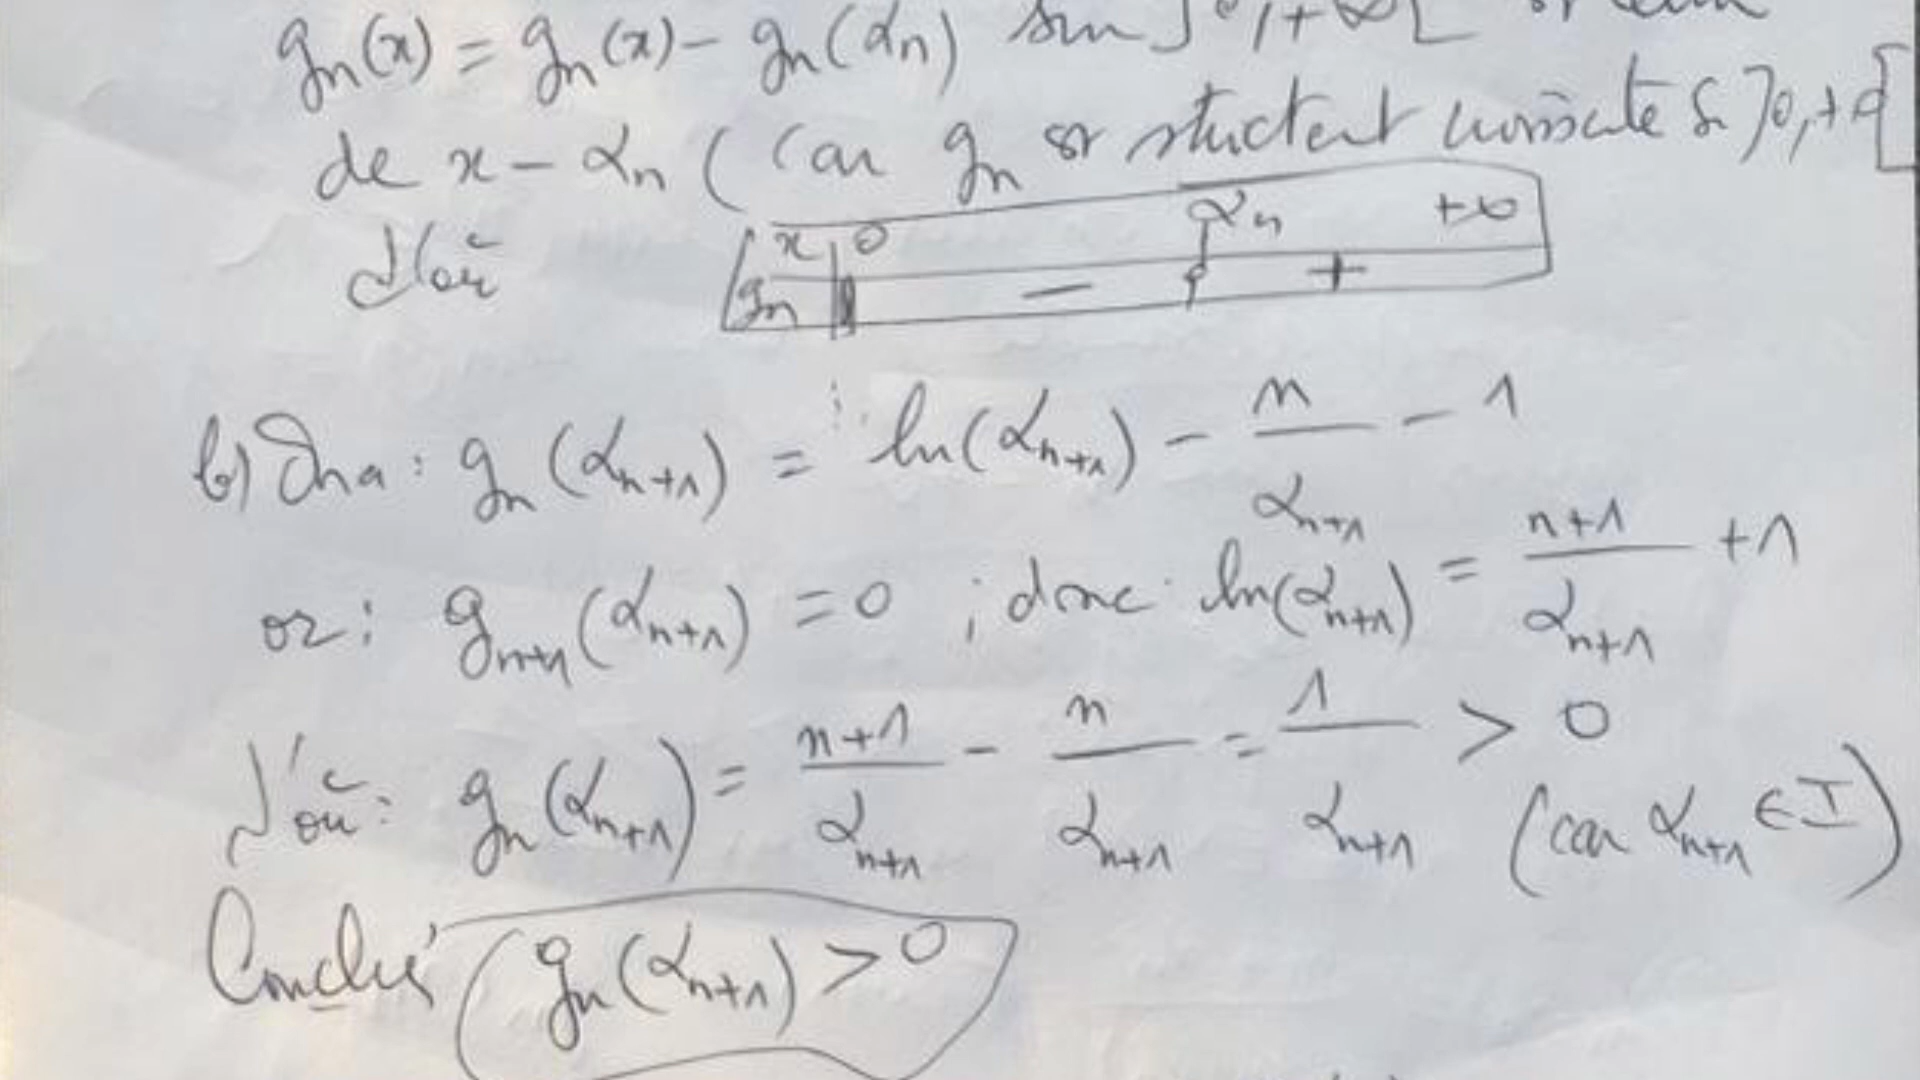 gn(x) = gn(x) - gn(αn) sur ]0, +∞[
de x - αn ( car gn est strictemt croissante s ]0, +∞[
d'où
x 0 αn +∞
gn || - 0 +
b) On a : gn(αn+1) = ln(αn+1) - n/αn+1 - 1
or : gn+1(αn+1) = 0 ; donc ln(αn+1) = n+1/αn+1 + 1
d'où : gn(αn+1) = n+1/αn+1 - n/αn+1 = 1/αn+1 > 0
(car αn+1 ∈ I)
gn(αn+1) > 0